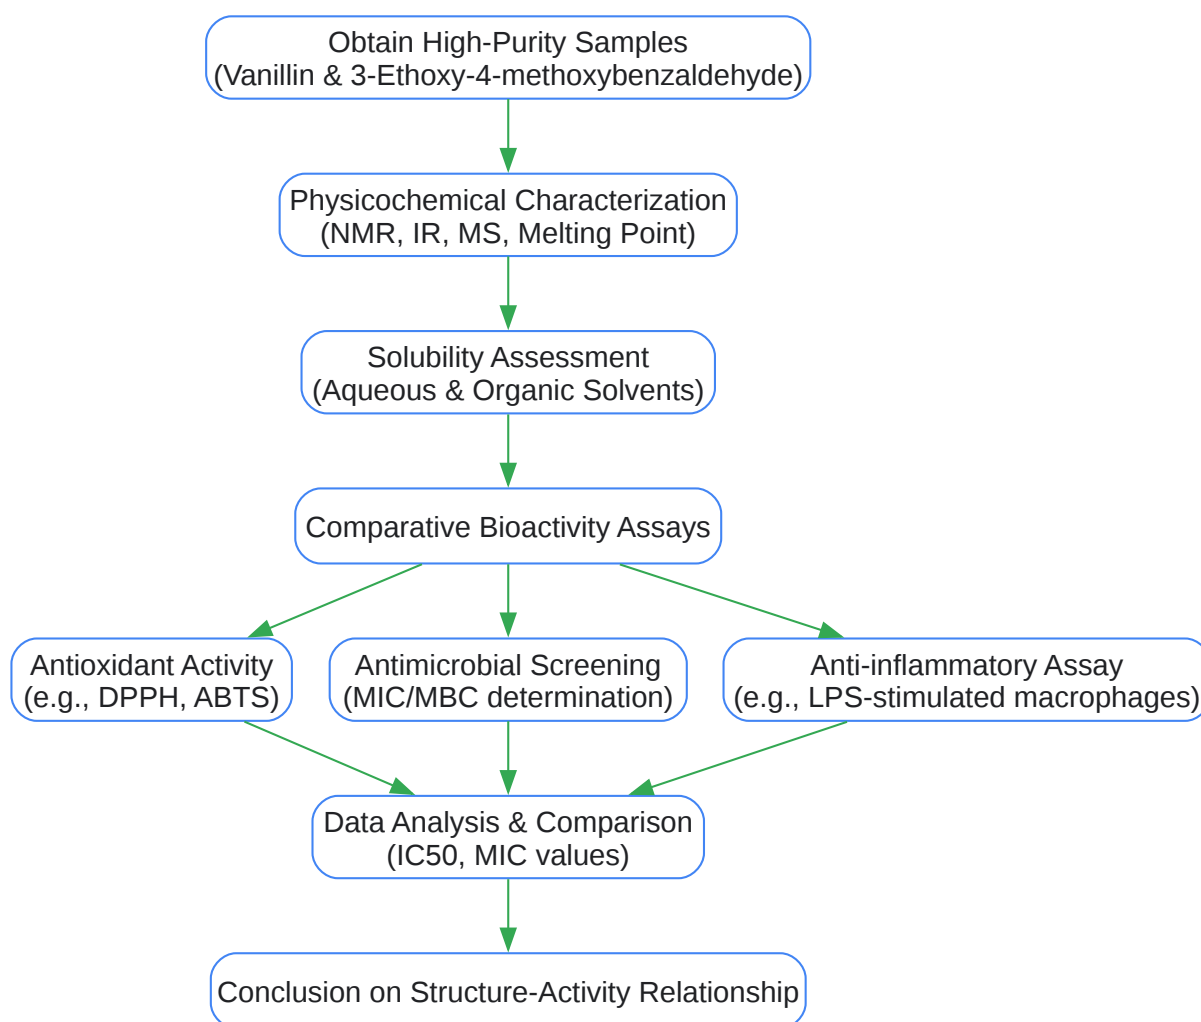 Obtain High-Purity Samples
(Vanillin & 3-Ethoxy-4-methoxybenzaldehyde)
Physicochemical Characterization
(NMR, IR, MS, Melting Point)
Solubility Assessment
(Aqueous & Organic Solvents)
Comparative Bioactivity Assays
Antioxidant Activity
(e.g., DPPH, ABTS)
Antimicrobial Screening
(MIC/MBC determination)
Anti-inflammatory Assay
(e.g., LPS-stimulated macrophages)
Data Analysis & Comparison
(IC50, MIC values)
Conclusion on Structure-Activity Relationship